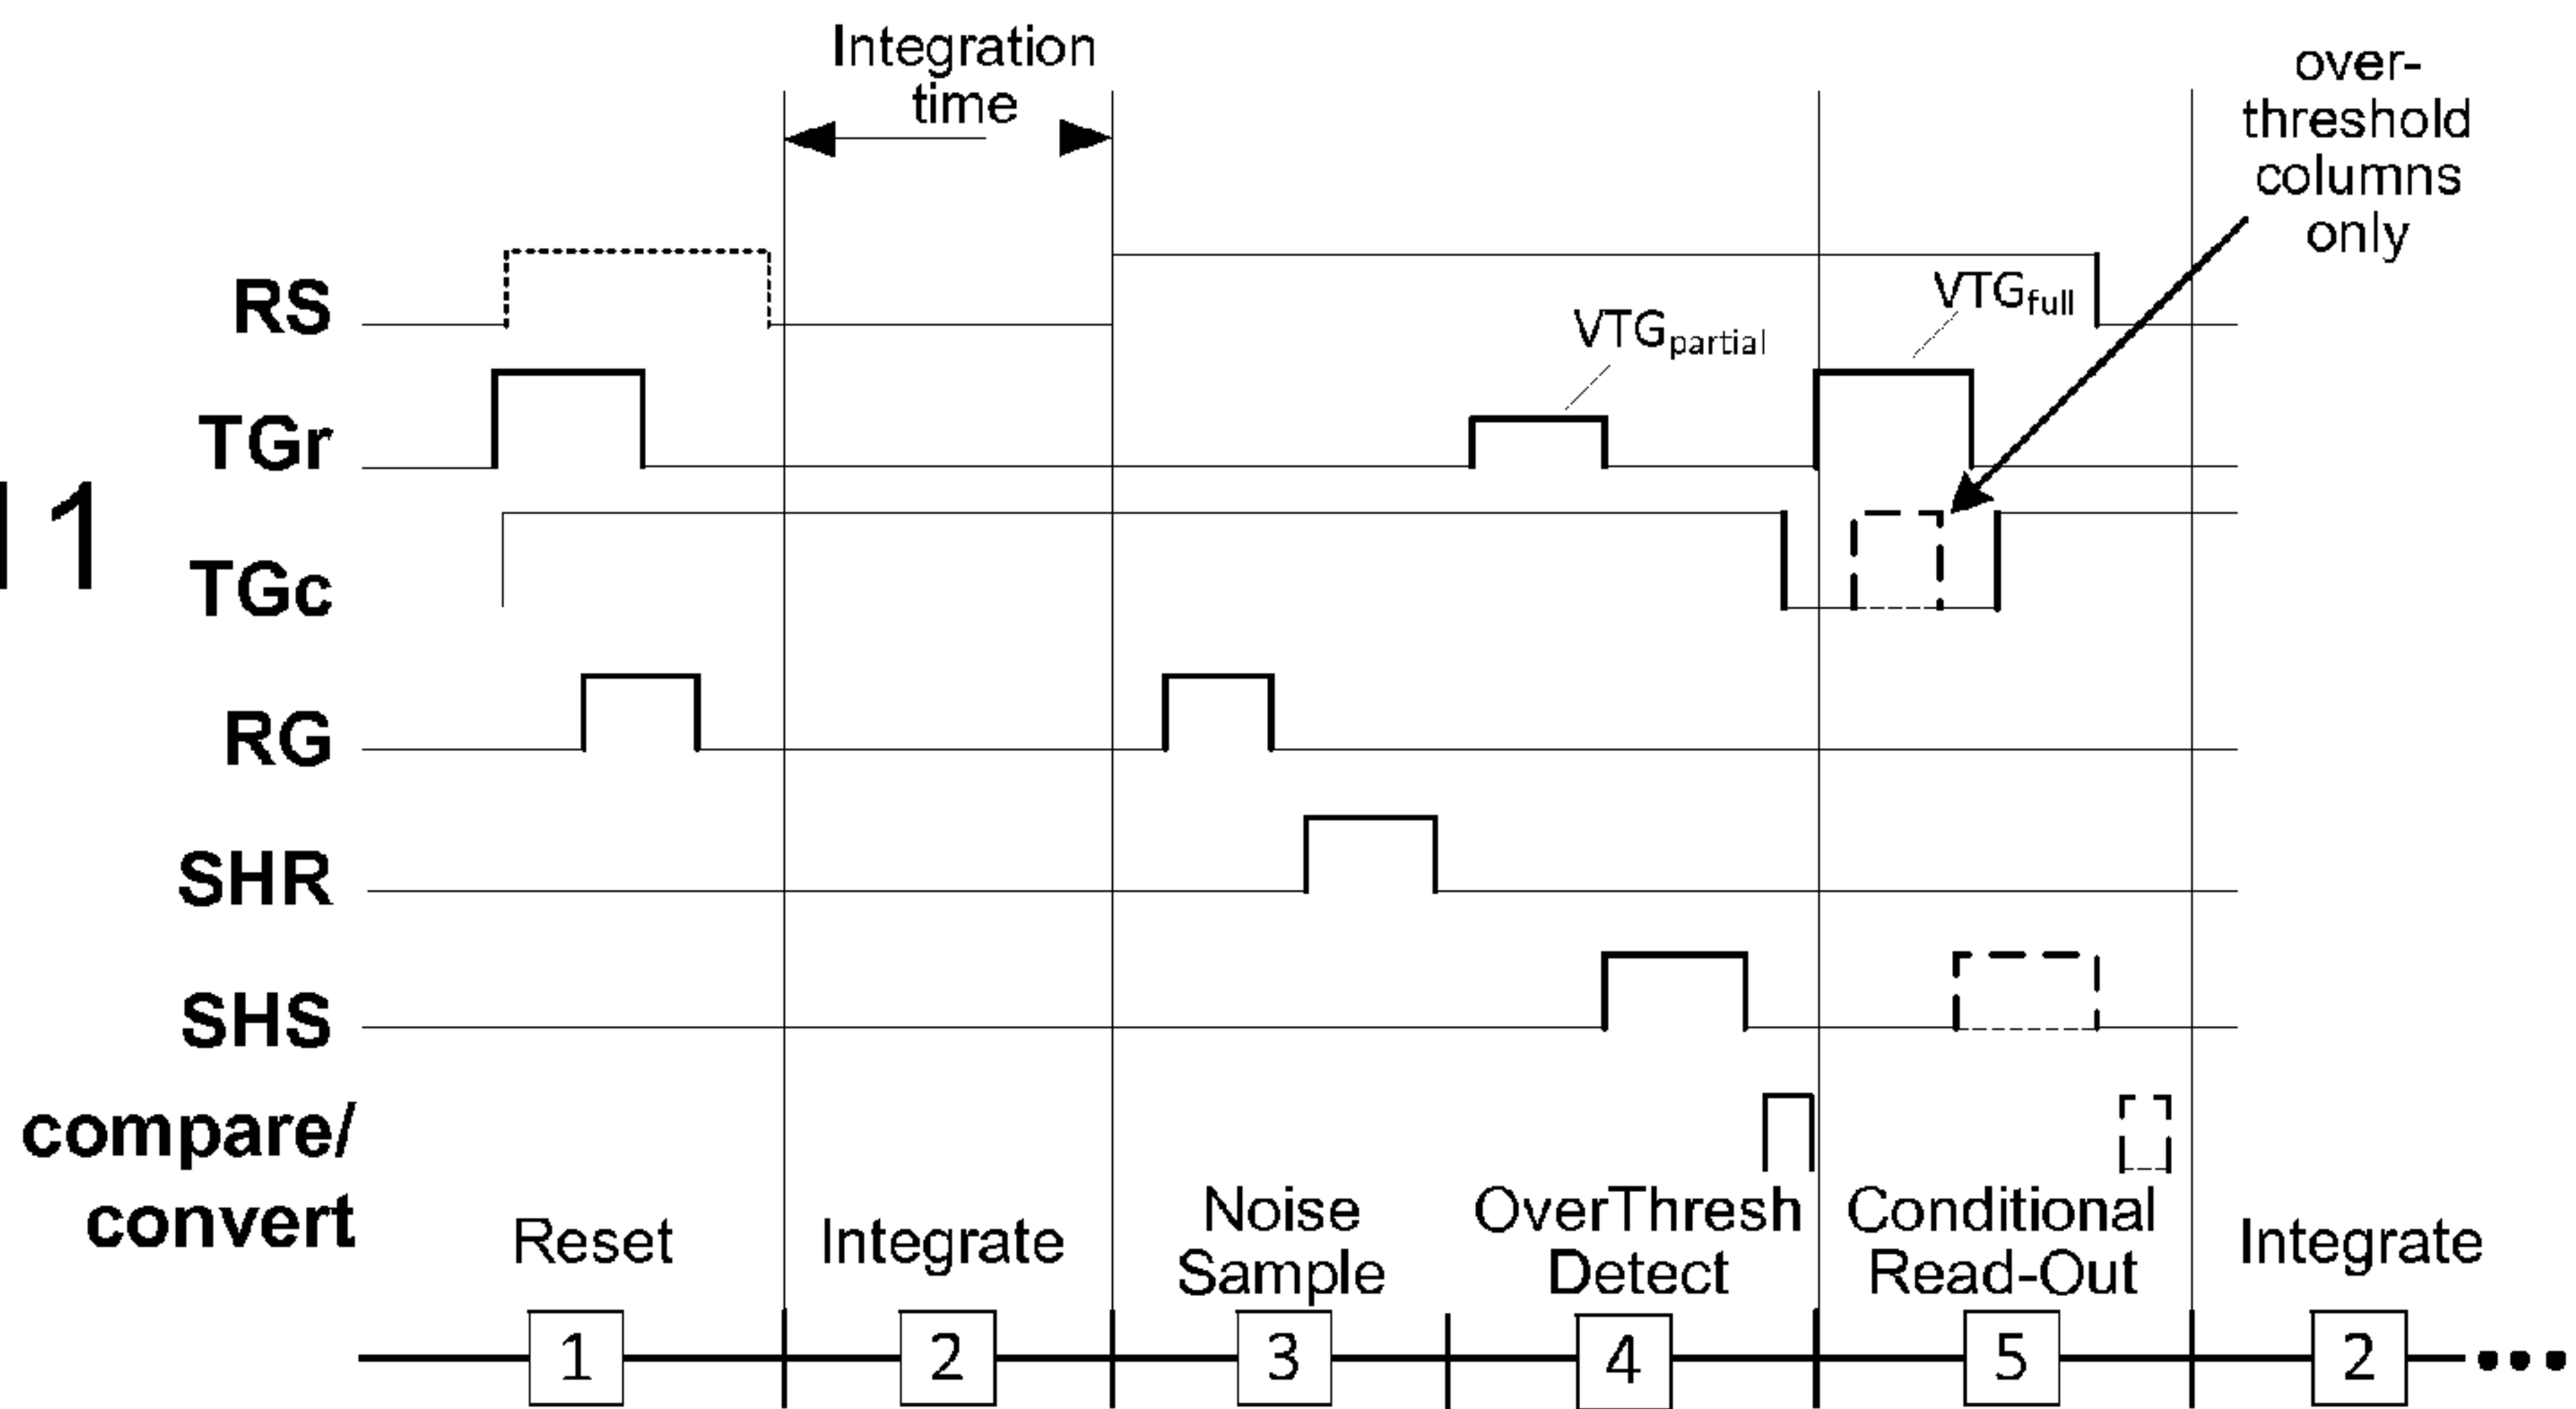 Integration
time
over-
threshold
columns
only
RS
VTGpartial
VTGfull
TGr
11
TGc
RG
SHR
SHS
compare/
convert
Reset
Integrate
Noise
Sample
OverThresh
Detect
Conditional
Read-Out
Integrate
1
2
3
4
5
2
•••